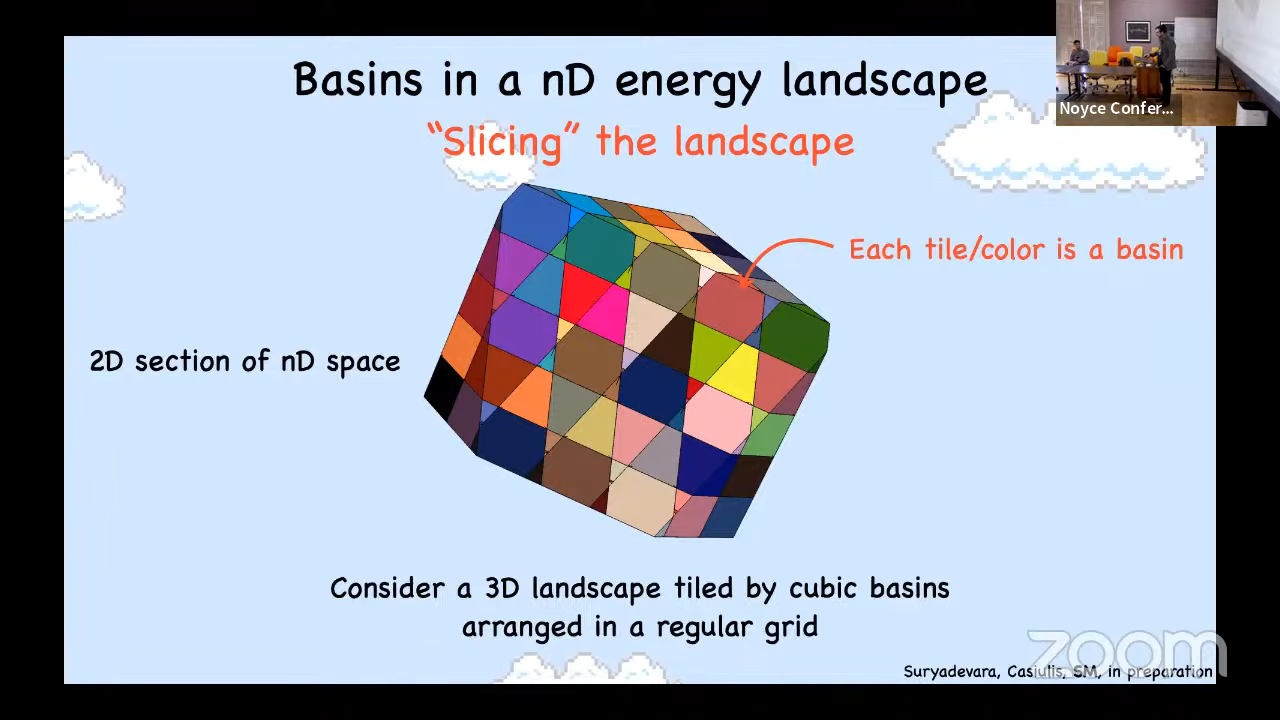 Basins in a nD energy landscape
"Slicing" the landscape
Noyce Confer...
Each tile/color is a basin
2D section of nD space
Consider a 3D landscape tiled by cubic basins
arranged in a regular grid
zoom
Suryadevara, Casiulis, SM, in preparation